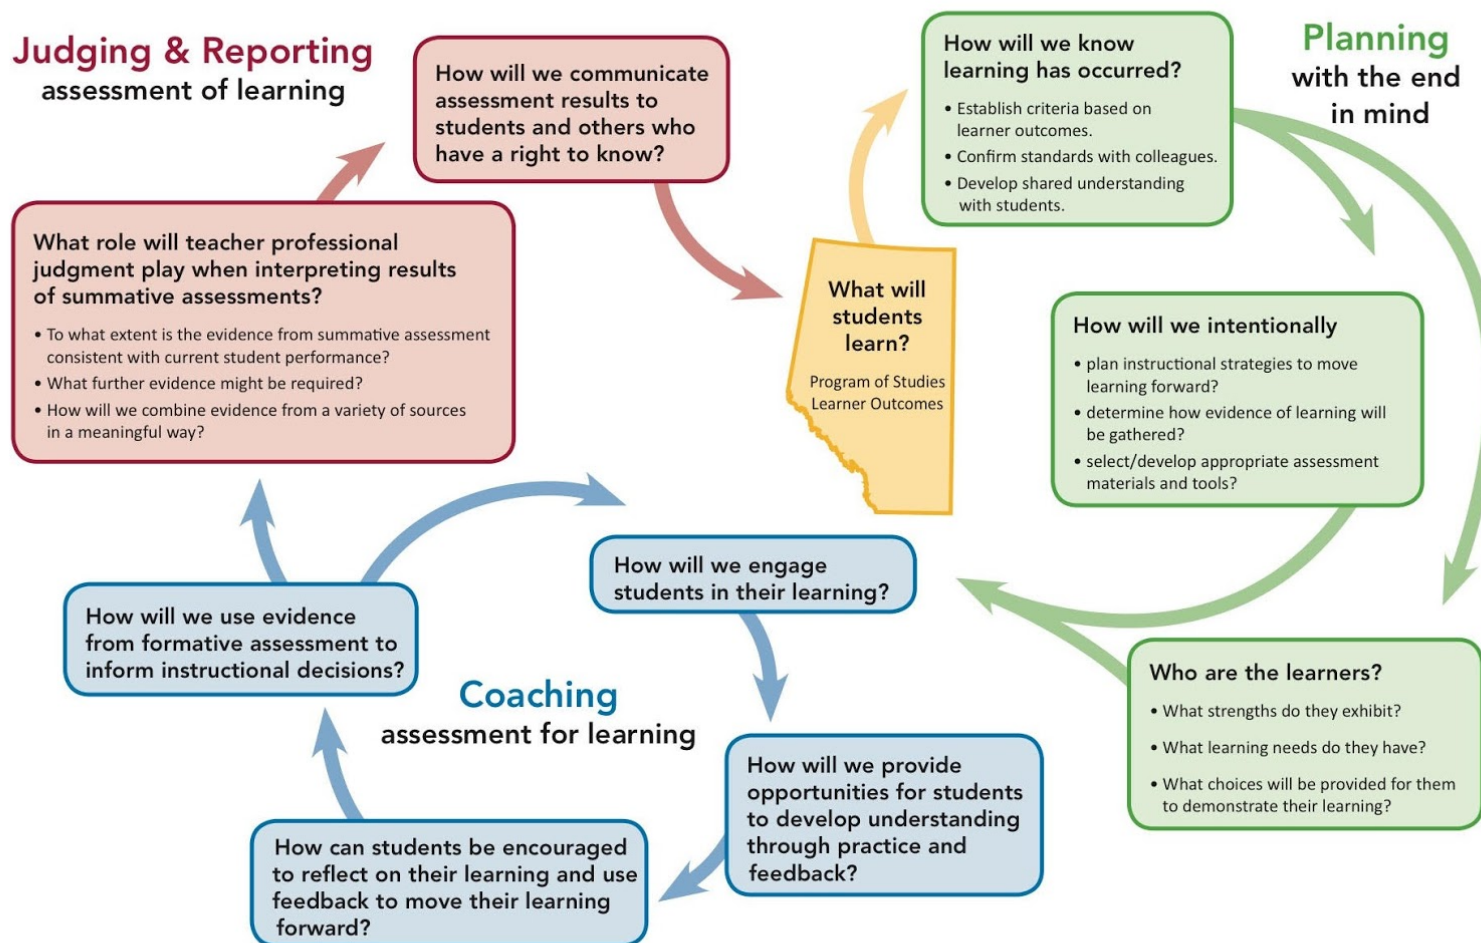 Judging & Reporting
assessment of learning
How will we communicate
assessment results to
students and others who
have a right to know?
What role will teacher professional
judgment play when interpreting results
of summative assessments?
• To what extent is the evidence from summative assessment
consistent with current student performance?
• What further evidence might be required?
• How will we combine evidence from a variety of sources
in a meaningful way?
What will
students
learn?
Program of Studies
Learner Outcomes
Planning
with the end
in mind
How will we know
learning has occurred?
• Establish criteria based on
learner outcomes.
• Confirm standards with colleagues.
• Develop shared understanding
with students.
How will we intentionally
• plan instructional strategies to move
learning forward?
• determine how evidence of learning will
be gathered?
• select/develop appropriate assessment
materials and tools?
Who are the learners?
• What strengths do they exhibit?
• What learning needs do they have?
• What choices will be provided for them
to demonstrate their learning?
Coaching
assessment for learning
How will we engage
students in their learning?
How will we provide
opportunities for students
to develop understanding
through practice and
feedback?
How can students be encouraged
to reflect on their learning and use
feedback to move their learning
forward?
How will we use evidence
from formative assessment to
inform instructional decisions?